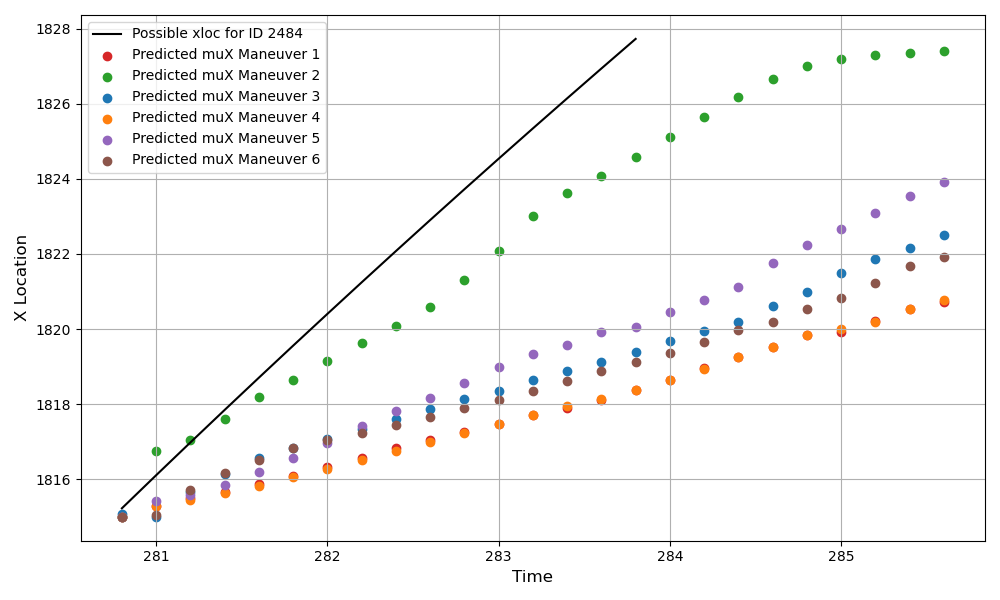 1828
1826
1824
1822
1820
1818
1816
X Location
Possible xloc for ID 2484
Predicted muX Maneuver 1
Predicted muX Maneuver 2
Predicted muX Maneuver 3
Predicted muX Maneuver 4
Predicted muX Maneuver 5
Predicted muX Maneuver 6
281 282 283 284 285
Time